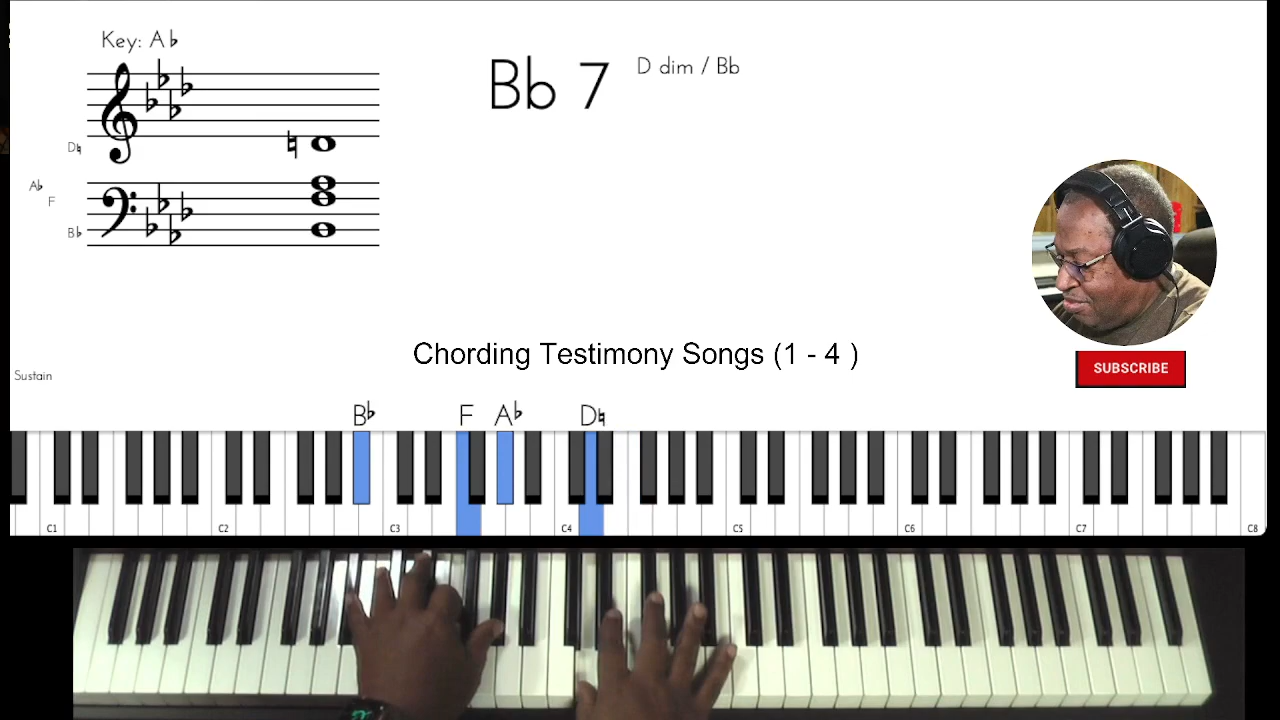 Key: A♭
Bb 7
D dim / Bb
D♮
A♭
F
B♭
SUBSCRIBE
Chording Testimony Songs (1 - 4 )
Sustain
B♭ F A♭ D♮
C1 C2 C3 C4 C5 C6 C7 C8